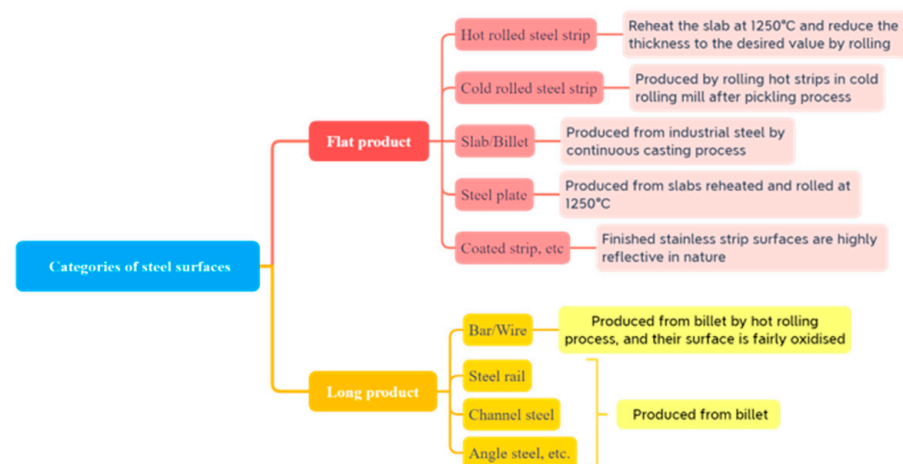 Hot rolled steel strip
Reheat the slab at 1250°C and reduce the
thickness to the desired value by rolling
Cold rolled steel strip
Produced by rolling hot strips in cold
rolling mill after pickling process
Flat product
Slab/Billet
Produced from industrial steel by
continuous casting process
Steel plate
Produced from slabs reheated and rolled at
1250°C
Coated strip, etc
Finished stainless strip surfaces are highly
reflective in nature
Categories of steel surfaces
Bar/Wire
Produced from billet by hot rolling
process, and their surface is fairly oxidised
Long product
Steel rail
Channel steel
Angle steel, etc.
Produced from billet